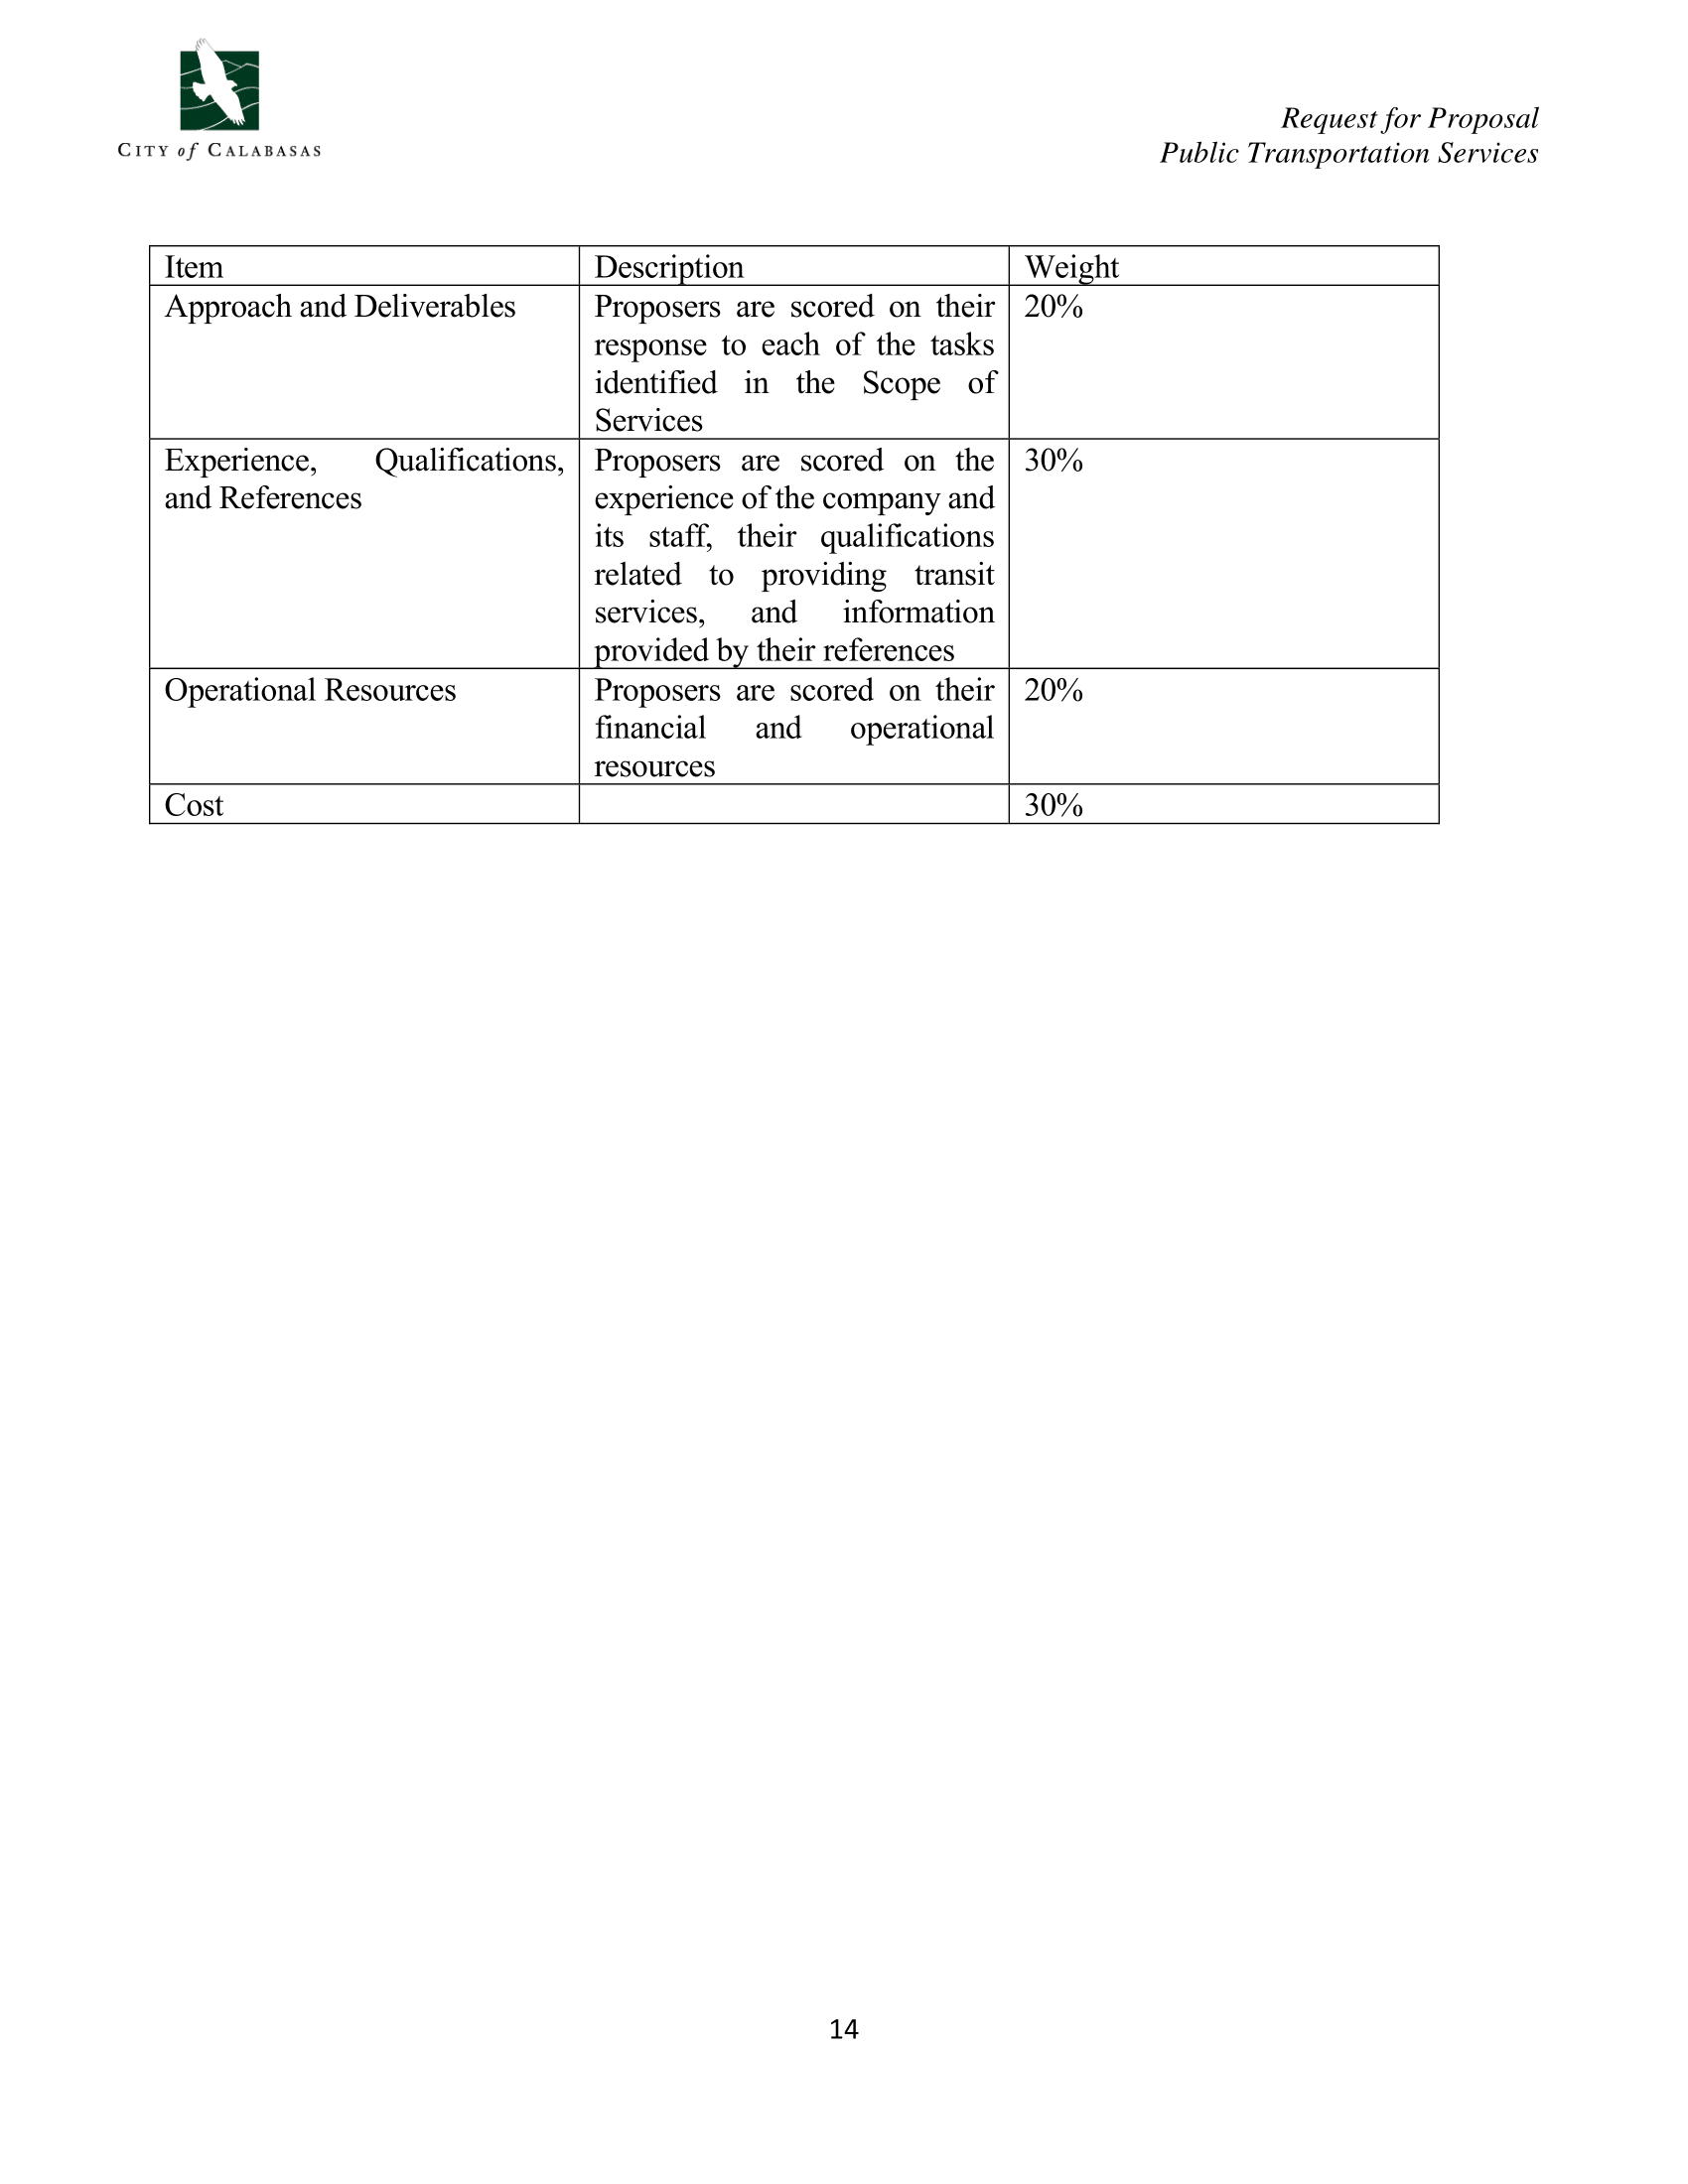 CITY of CALABASAS
Request for Proposal
Public Transportation Services
Item Description Weight
Approach and Deliverables
Proposers are scored on their
response to each of the tasks
identified in the Scope of
Services
20%
Experience, Qualifications,
and References
Proposers are scored on the
experience of the company and
its staff, their qualifications
related to providing transit
services, and information
provided by their references
30%
Operational Resources
Proposers are scored on their
financial and operational
resources
20%
Cost
30%
14